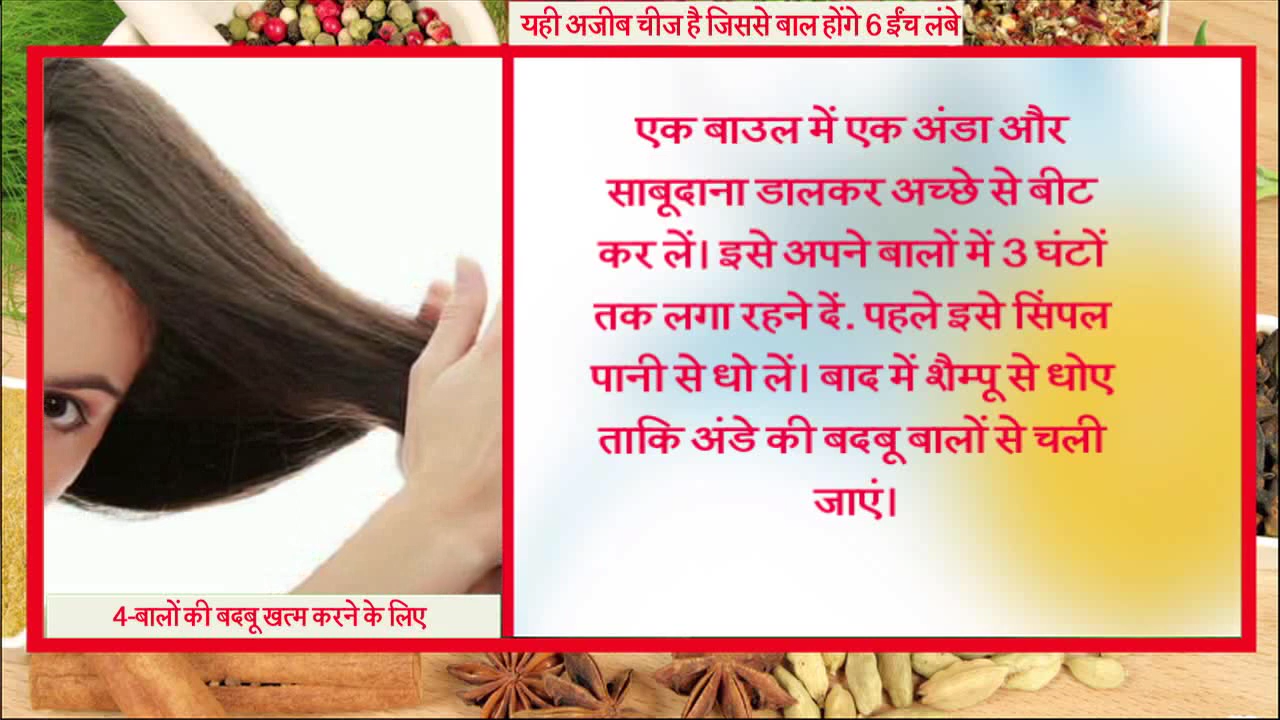 यही अजीब चीज है जिससे बाल होंगे 6 ईंच लंबे
एक बाउल में एक अंडा और
साबूदाना डालकर अच्छे से बीट
कर लें। इसे अपने बालों में 3 घंटों
तक लगा रहने दें. पहले इसे सिंपल
पानी से धो लें। बाद में शैम्पू से धोए
ताकि अंडे की बदबू बालों से चली
जाएं।
4-बालों की बदबू खत्म करने के लिए